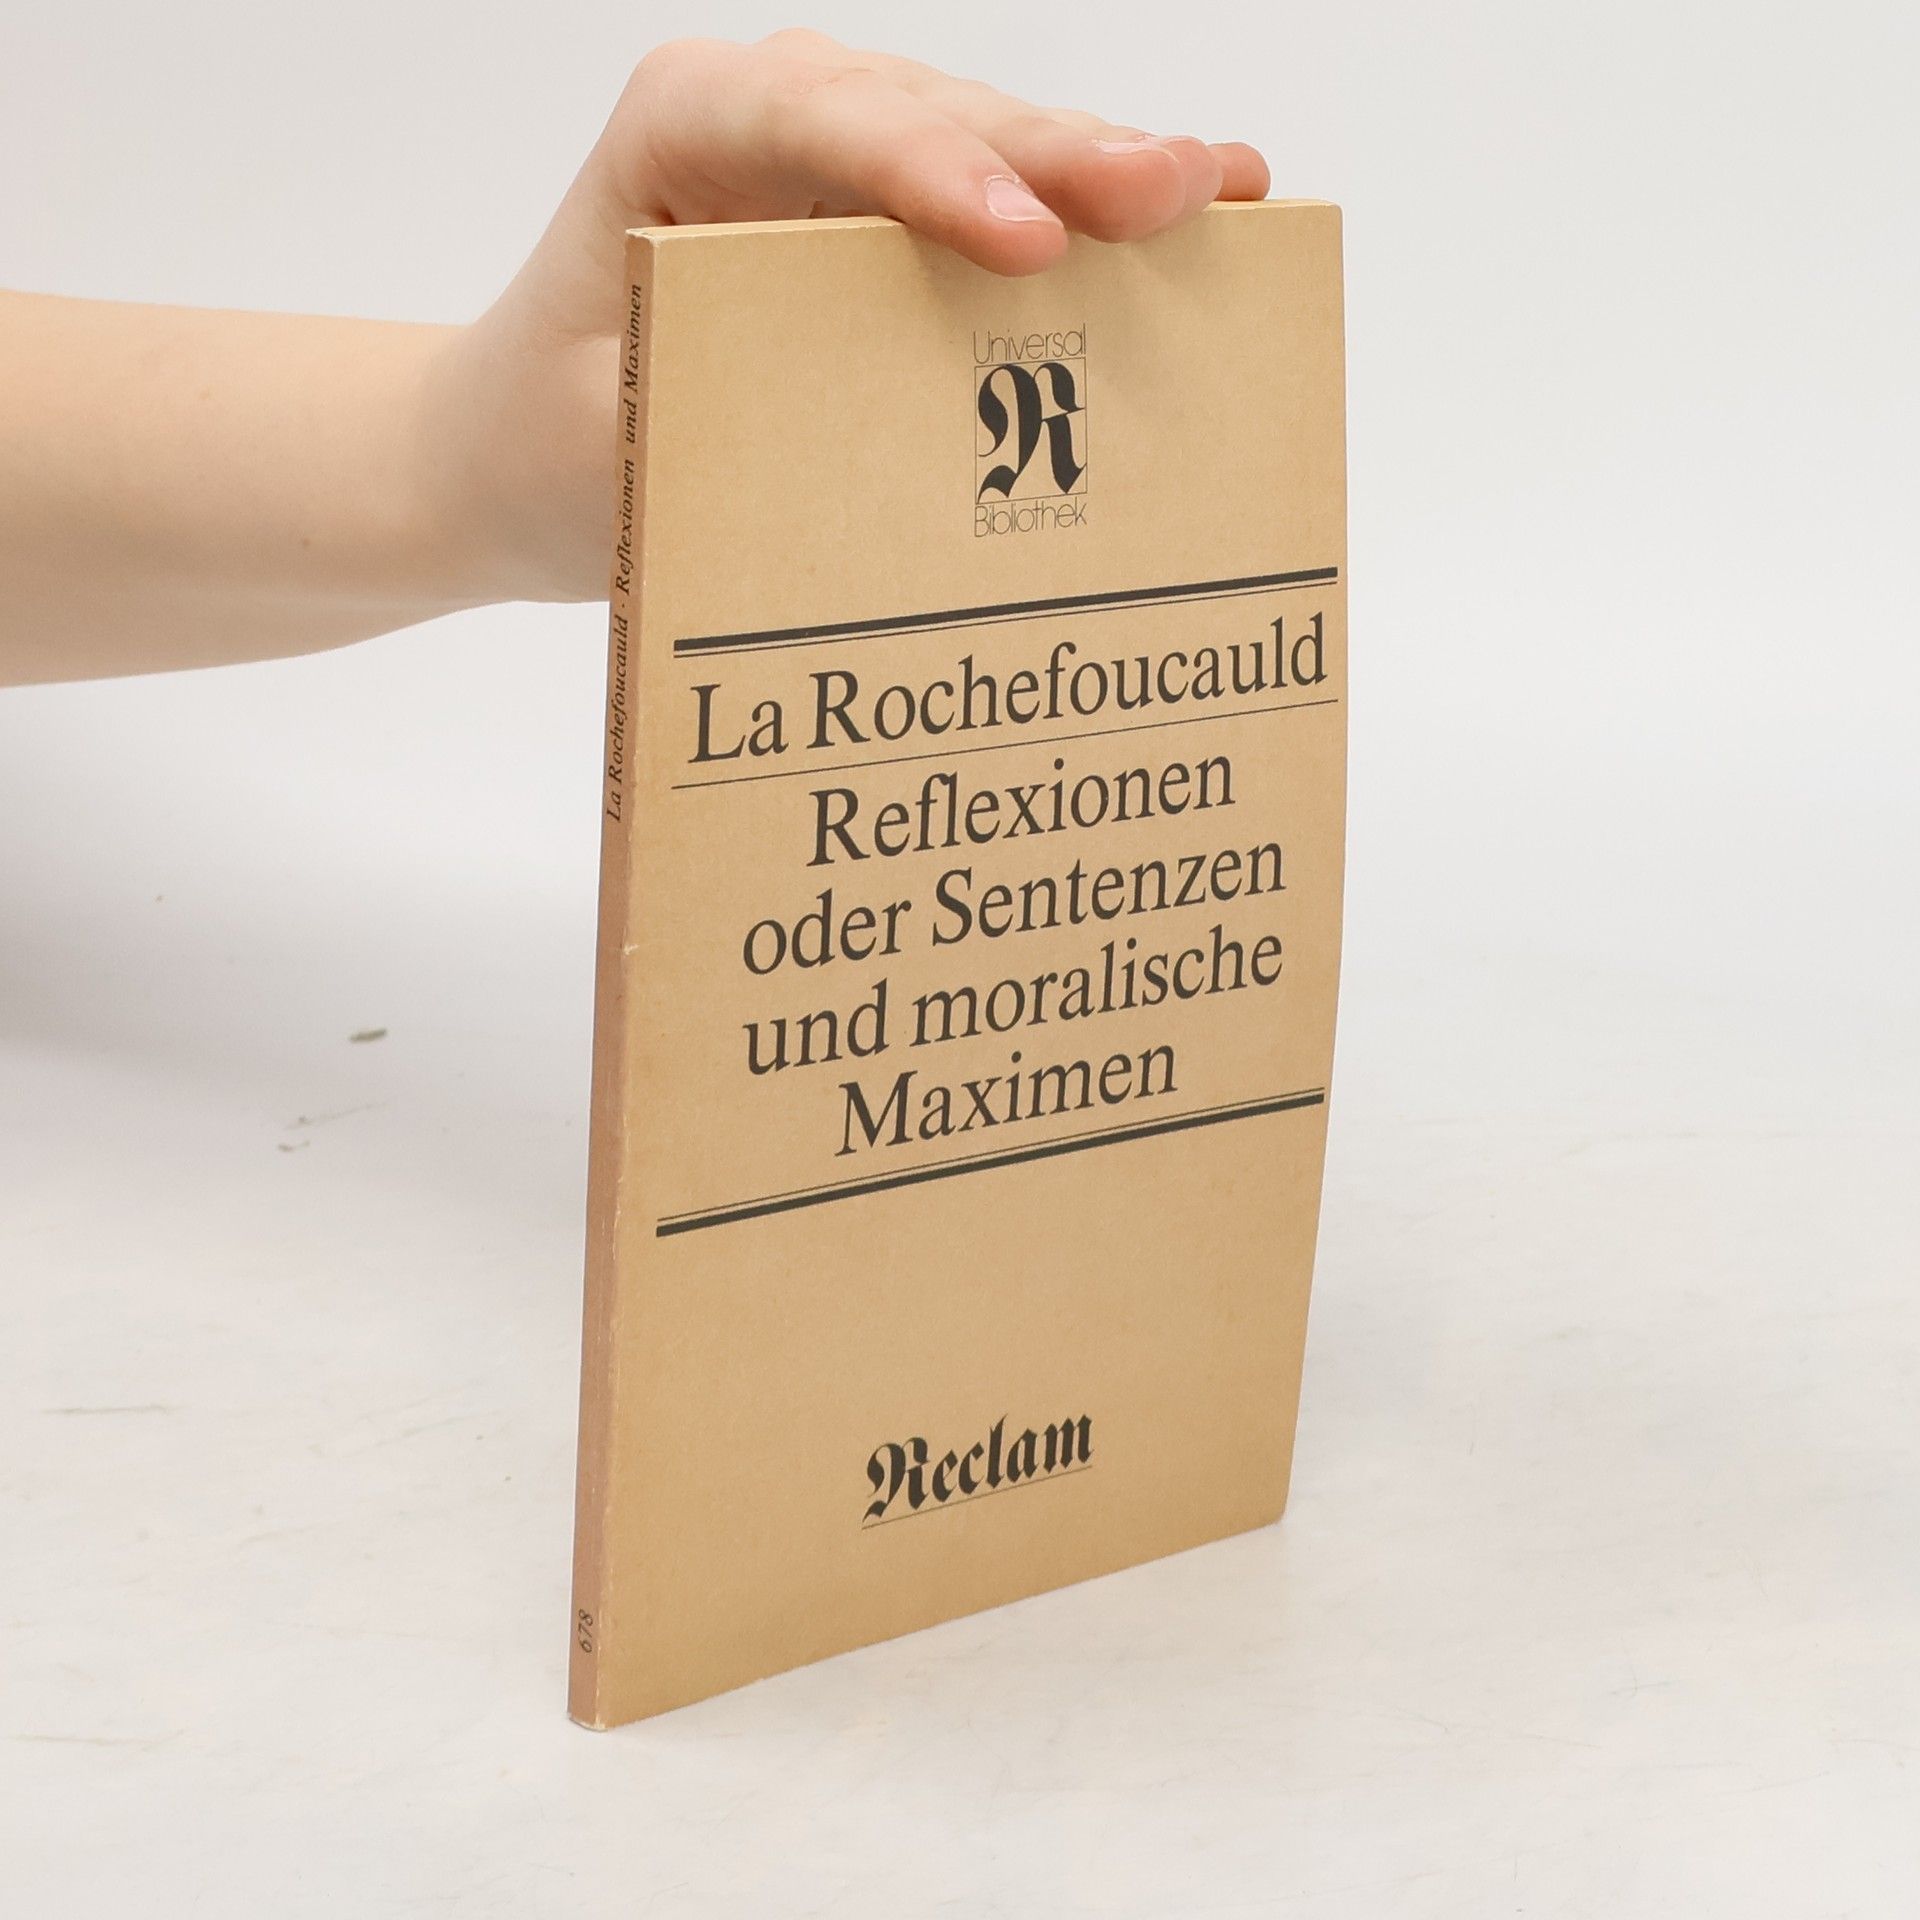 Universal
R
Bibliothek
La Rochefoucauld
Reflexionen
oder Sentenzen
und moralische
Maximen
Reclam
La Rochefoucauld · Reflexionen und Maximen
678